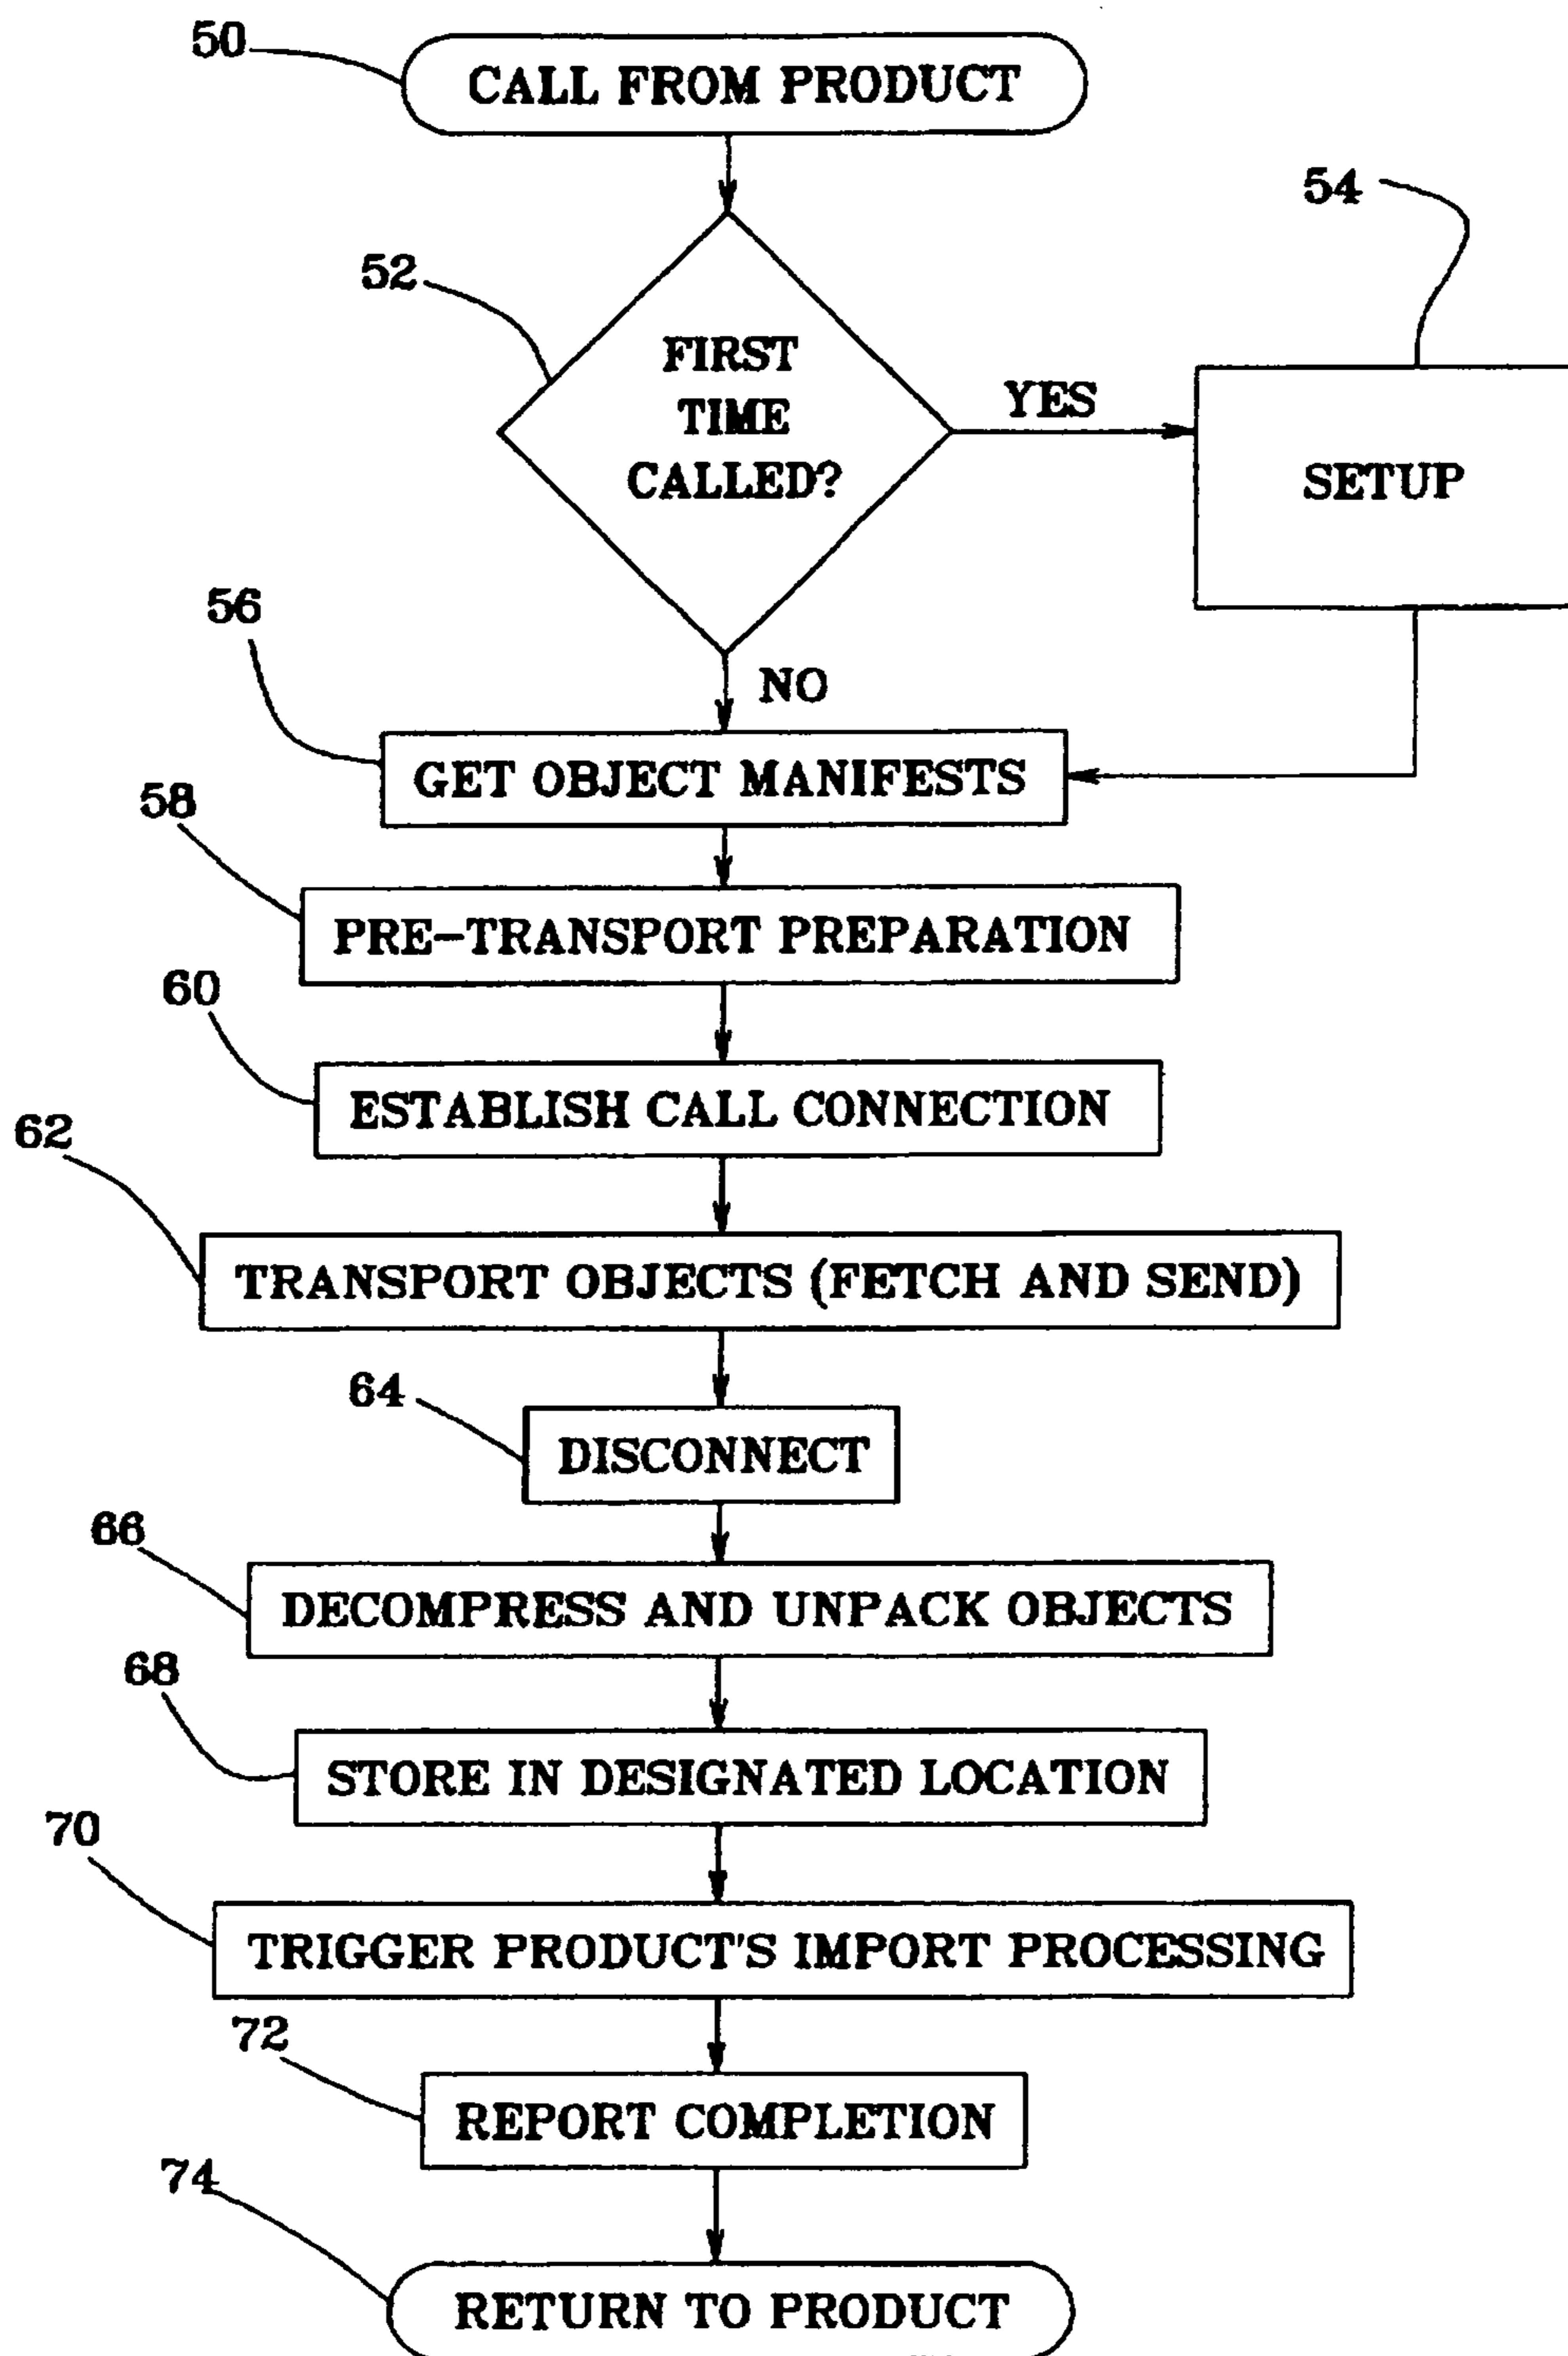 50
CALL FROM PRODUCT
54
52
FIRST
TIME
CALLED?
YES
SETUP
56
NO
GET OBJECT MANIFESTS
58
PRE-TRANSPORT PREPARATION
60
ESTABLISH CALL CONNECTION
62
TRANSPORT OBJECTS (FETCH AND SEND)
64
DISCONNECT
66
DECOMPRESS AND UNPACK OBJECTS
68
STORE IN DESIGNATED LOCATION
70
TRIGGER PRODUCT'S IMPORT PROCESSING
72
REPORT COMPLETION
74
RETURN TO PRODUCT